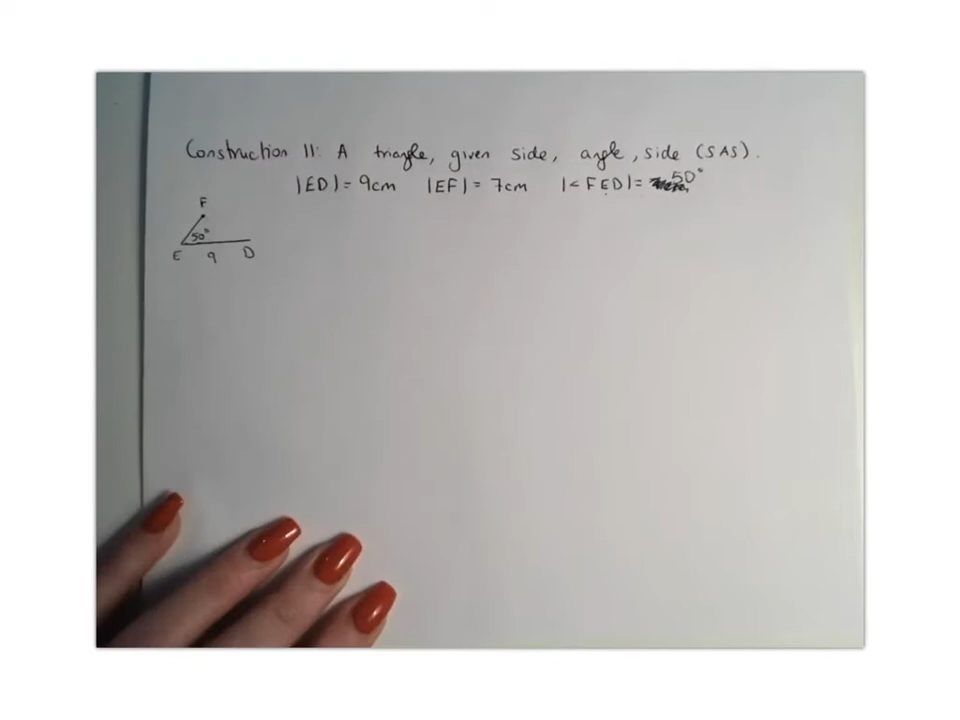 Construction 11: A triangle, given side, angle, side (SAS).
|ED| = 9cm |EF| = 7cm |< FED| = 50°
F
50°
E 9 D